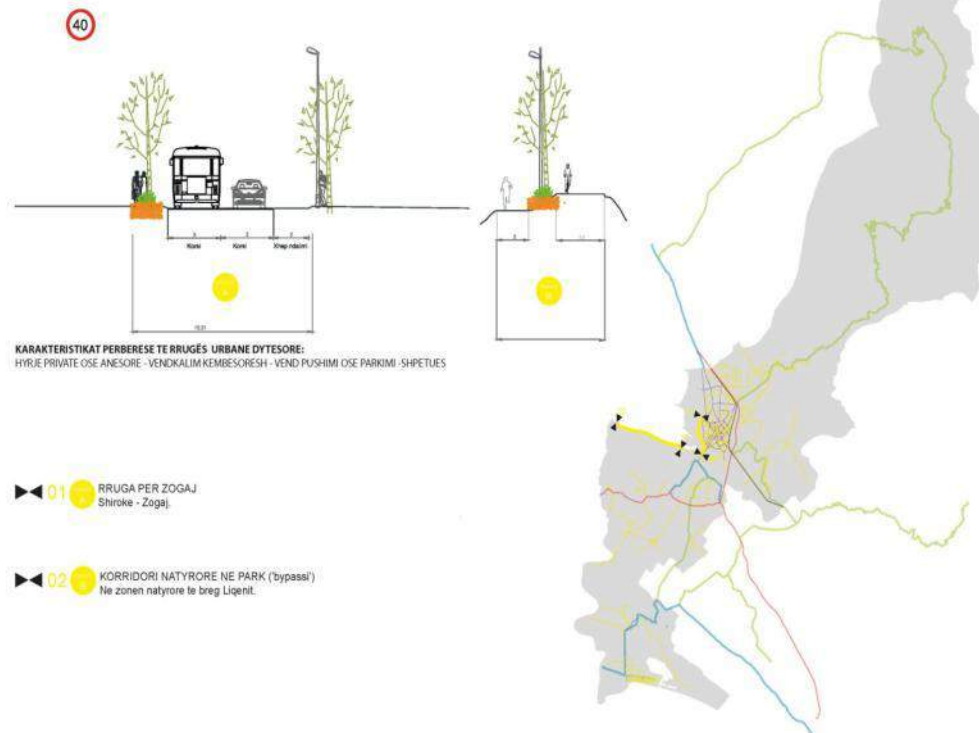 40
Korsi
Korsi
Xhep ndalimi
KARAKTERISTIKAT PERBERESE TE RRUGËS URBANE DYTESORE:
HYRJE PRIVATE OSE ANESORE - VENDKALIM KEMBESORESH - VEND PUSHIMI OSE PARKIMI -SHPETUES
01
RRUGA PER ZOGAJ
Shiroke - Zogaj.
02
KORRIDORI NATYRORE NE PARK ('bypassi')
Ne zonen natyrore te breg Liqenit.